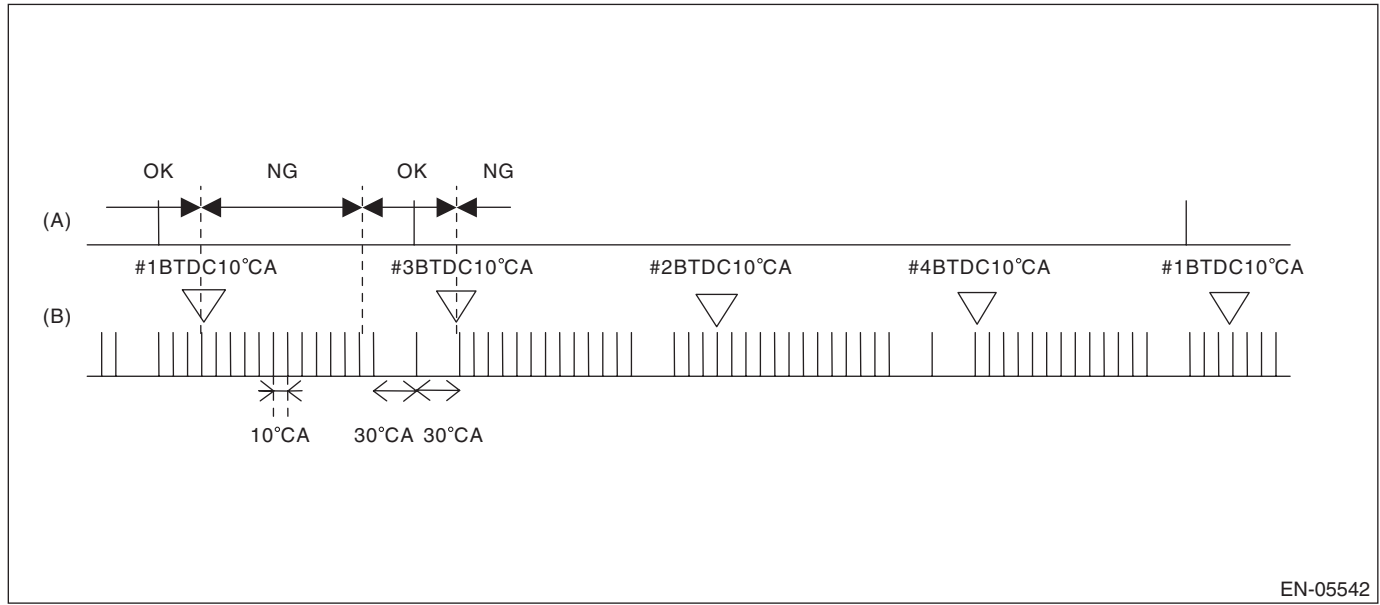 OK NG OK NG
(A)
#1BTDC10°CA #3BTDC10°CA #2BTDC10°CA #4BTDC10°CA #1BTDC10°CA
(B)
10°CA 30°CA 30°CA
EN-05542